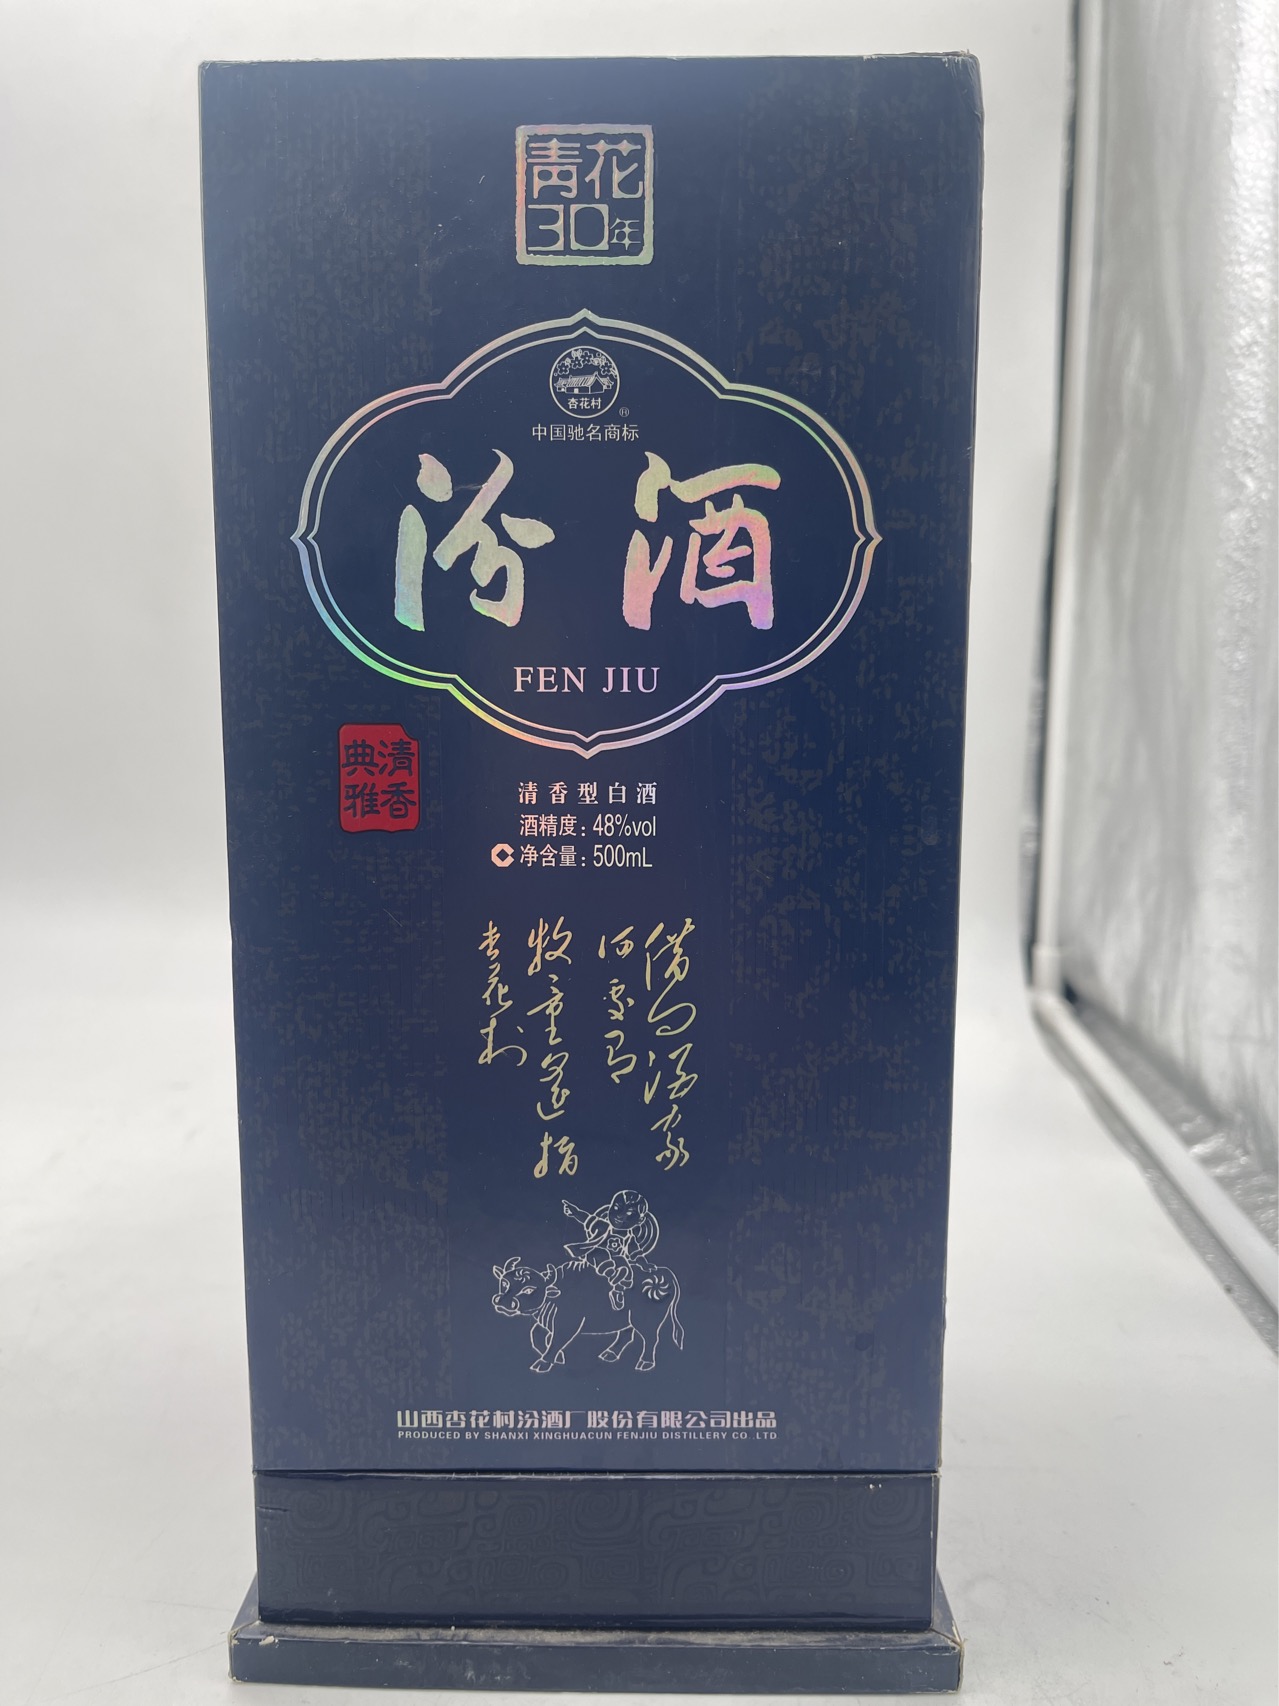 青花
30年
杏花村
®
中国驰名商标
汾酒
FEN JIU
清香
典雅
清香型白酒
酒精度：48%vol
净含量：500mL
借问酒家
何处有
牧童遥指
杏花村
山西杏花村汾酒厂股份有限公司出品
PRODUCED BY SHANXI XINGHUACUN FENJIU DISTILLERY CO.,LTD